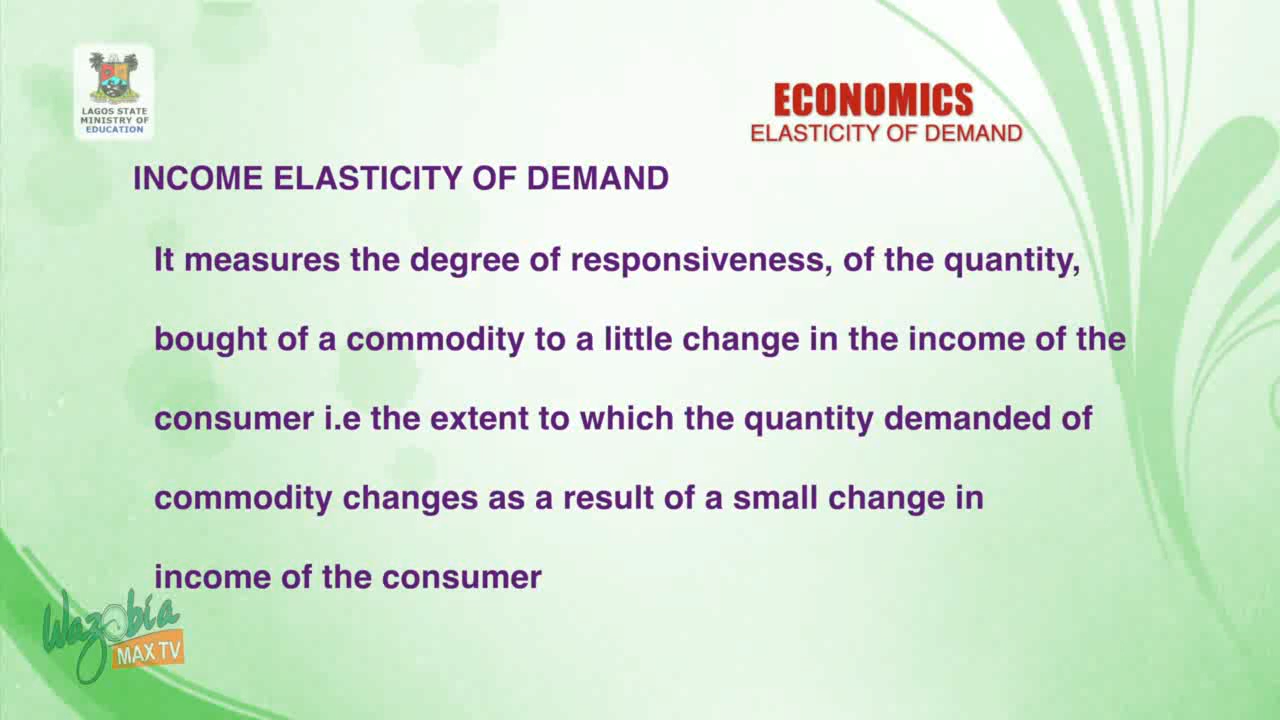 LAGOS STATE
MINISTRY OF
EDUCATION
ECONOMICS
ELASTICITY OF DEMAND
INCOME ELASTICITY OF DEMAND
It measures the degree of responsiveness, of the quantity,
bought of a commodity to a little change in the income of the
consumer i.e the extent to which the quantity demanded of
commodity changes as a result of a small change in
income of the consumer
Wazobia
MAX TV